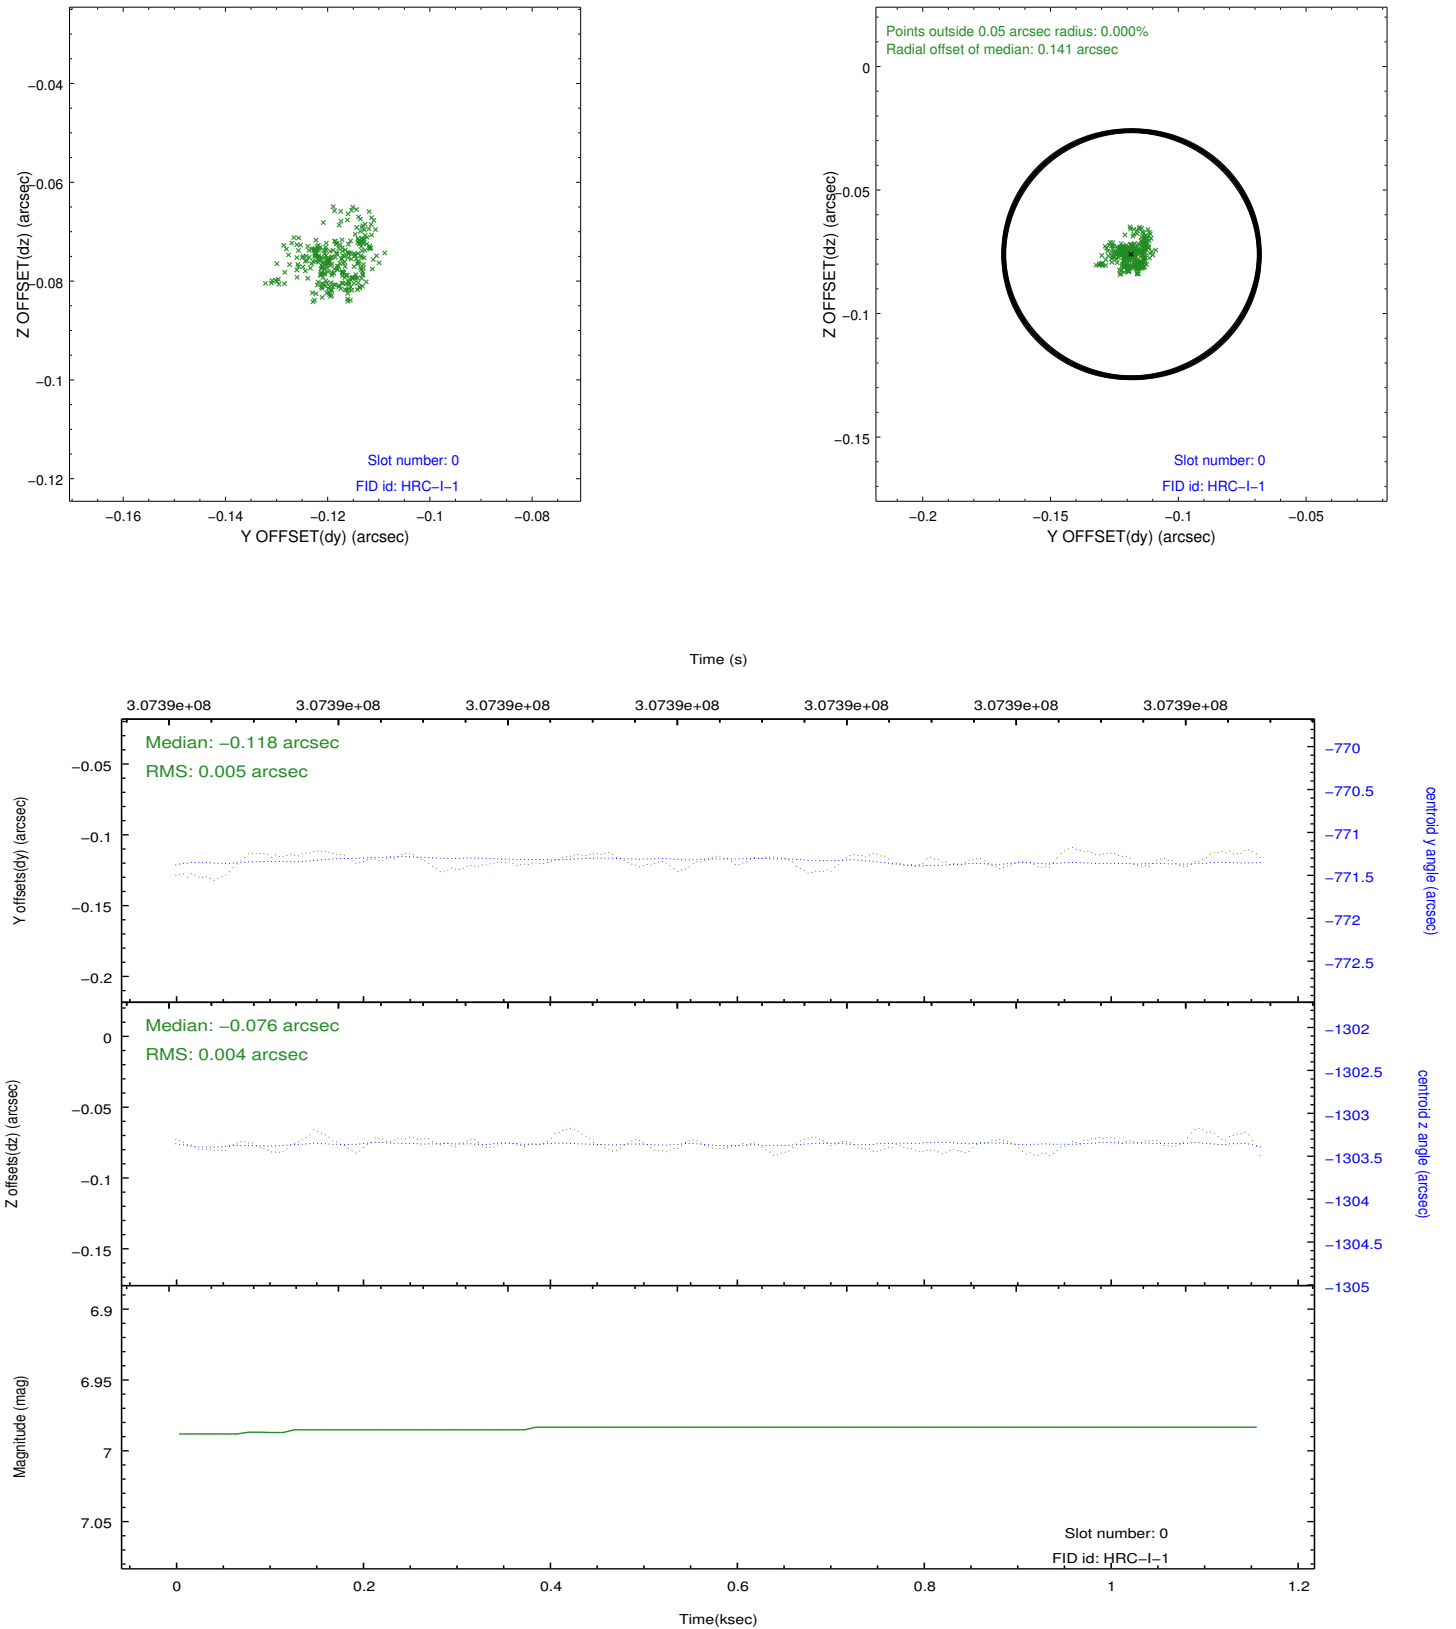 −0.04
−0.06
−0.08
−0.1
−0.12
Z OFFSET(dz) (arcsec)
Slot number: 0
FID id: HRC−I−1
−0.16
−0.14
−0.12
−0.1
−0.08
Y OFFSET(dy) (arcsec)
Points outside 0.05 arcsec radius: 0.000%
Radial offset of median: 0.141 arcsec
0
−0.05
−0.1
−0.15
Z OFFSET(dz) (arcsec)
Slot number: 0
FID id: HRC−I−1
−0.2
−0.15
−0.1
−0.05
Y OFFSET(dy) (arcsec)
Time (s)
3.0739e+08
3.0739e+08
3.0739e+08
3.0739e+08
3.0739e+08
3.0739e+08
3.0739e+08
Median: −0.118 arcsec
RMS: 0.005 arcsec
−0.05
−0.1
−0.15
−0.2
Y offsets(dy) (arcsec)
−770
−770.5
−771
−771.5
−772
−772.5
centroid y angle (arcsec)
Median: −0.076 arcsec
RMS: 0.004 arcsec
0
−0.05
−0.1
−0.15
Z offsets(dz) (arcsec)
−1302
−1302.5
−1303
−1303.5
−1304
−1304.5
−1305
centroid z angle (arcsec)
6.9
6.95
7
7.05
Magnitude (mag)
Slot number: 0
FID id: HRC−I−1
0
0.2
0.4
0.6
0.8
1
1.2
Time(ksec)